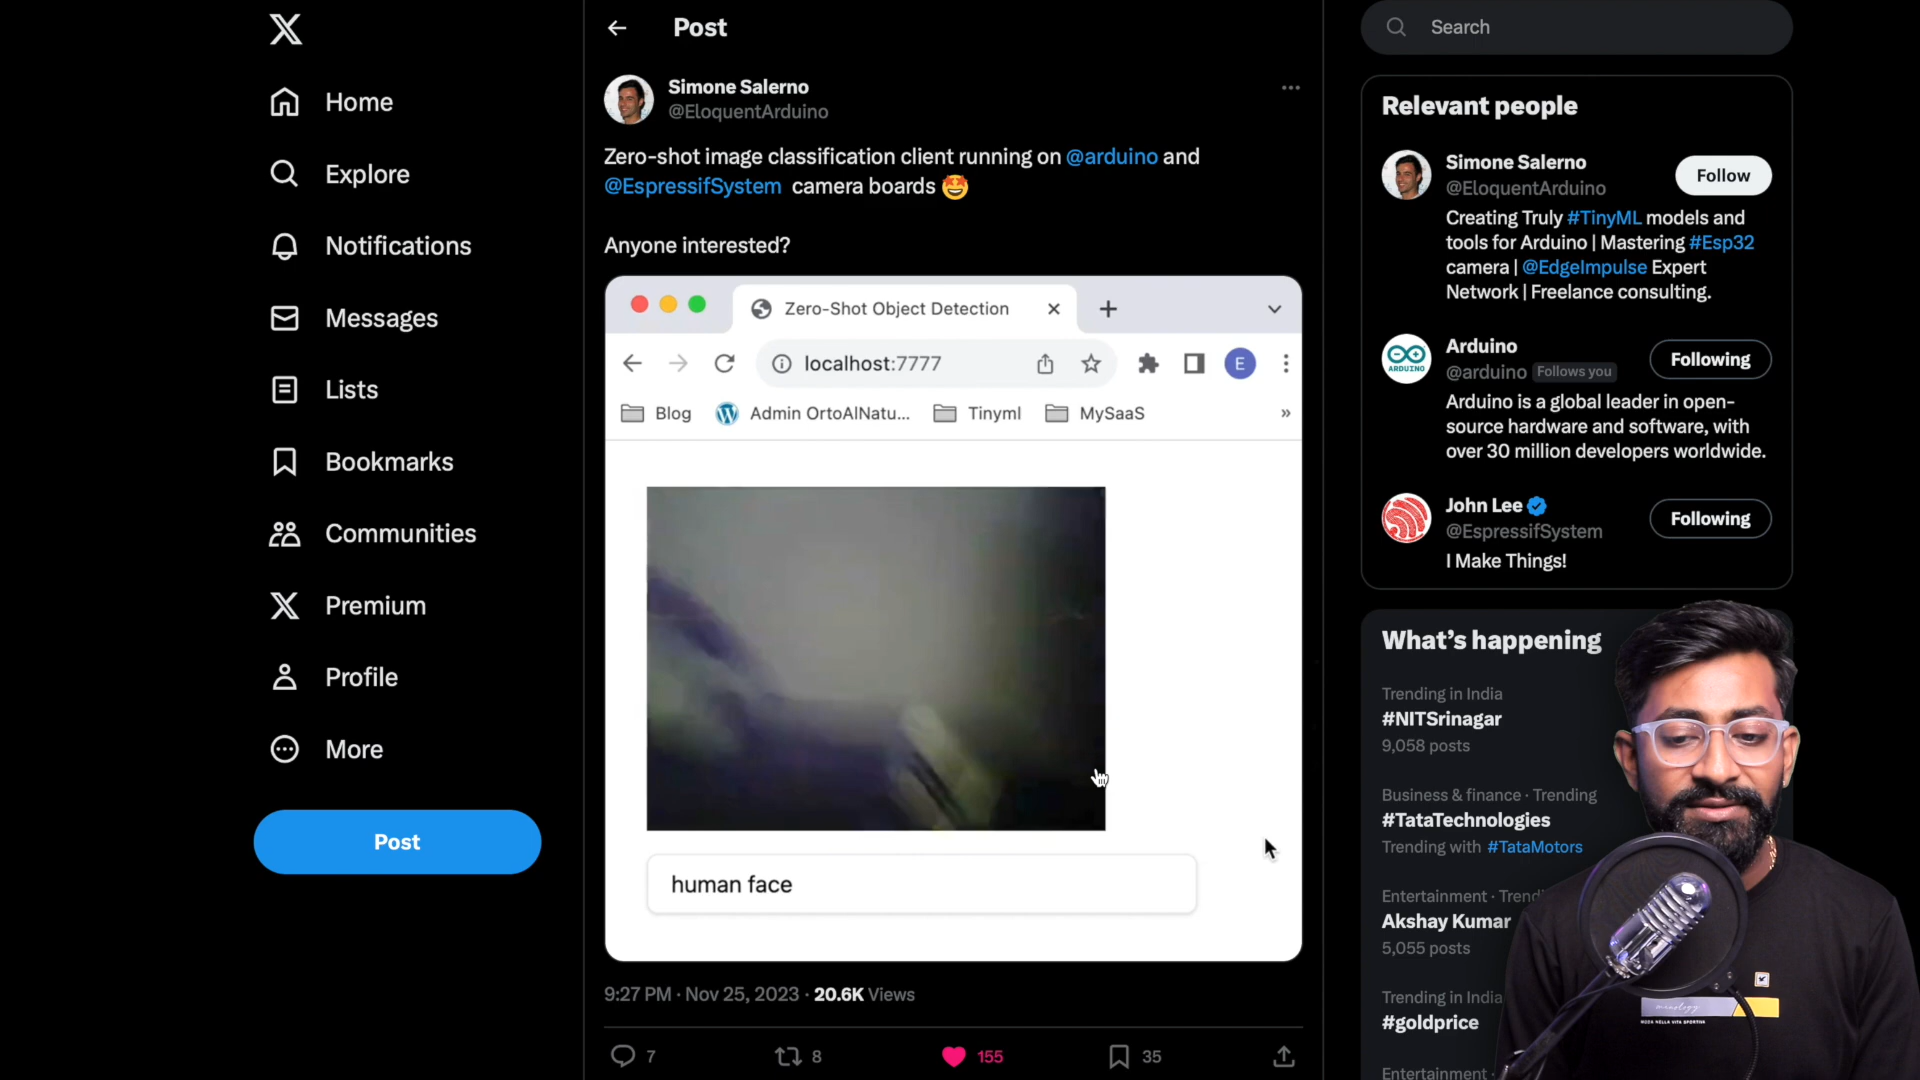 Home
Explore
Notifications
Messages
Lists
Bookmarks
Communities
Premium
Profile
More
Post
Post
Simone Salerno
@EloquentArduino
Zero-shot image classification client running on @arduino and
@EspressifSystem camera boards 🤩
Anyone interested?
Zero-Shot Object Detection
localhost:7777
E
Blog
Admin OrtoAlNatu...
Tinyml
MySaaS
»
human face
9:27 PM · Nov 25, 2023 · 20.6K Views
7
8
155
35
Search
Relevant people
Simone Salerno
@EloquentArduino
Follow
Creating Truly #TinyML models and
tools for Arduino | Mastering #Esp32
camera | @EdgeImpulse Expert
Network | Freelance consulting.
ARDUINO
Arduino
@arduino Follows you
Following
Arduino is a global leader in open-
source hardware and software, with
over 30 million developers worldwide.
John Lee
@EspressifSystem
Following
I Make Things!
What's happening
Trending in India
#NITSrinagar
9,058 posts
Business & finance · Trending
#TataTechnologies
Trending with #TataMotors
Entertainment · Trend
Akshay Kumar
5,055 posts
Trending in India
#goldprice
Entertainment ·